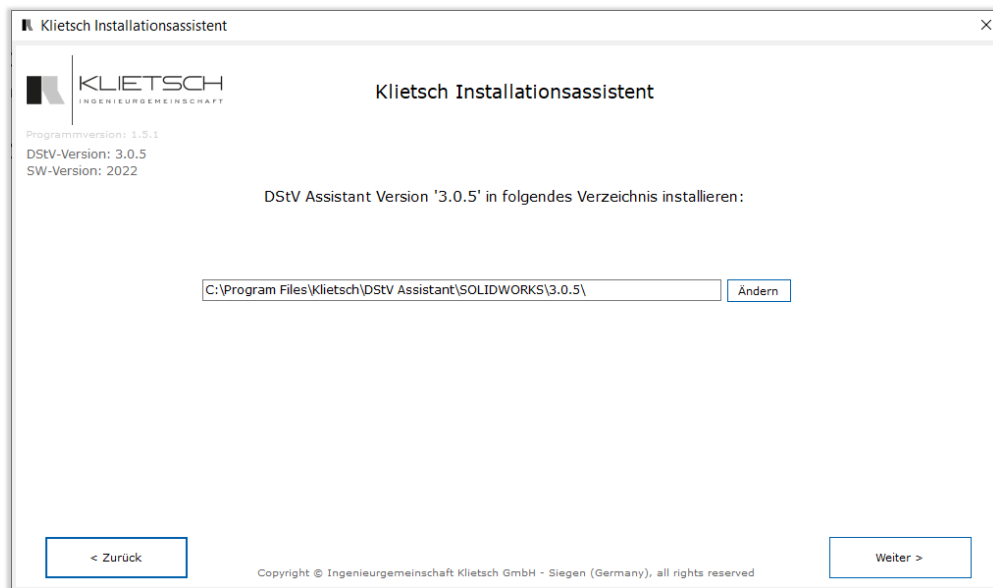 Klietsch Installationsassistent
KLIETSCH
INGENIEURGEMEINSCHAFT
Klietsch Installationsassistent
Programmversion: 1.5.1
DStV-Version: 3.0.5
SW-Version: 2022
DStV Assistant Version '3.0.5' in folgendes Verzeichnis installieren:
C:\Program Files\Klietsch\DStV Assistant\SOLIDWORKS\3.0.5\
Ändern
< Zurück
Weiter >
Copyright © Ingenieurgemeinschaft Klietsch GmbH - Siegen (Germany), all rights reserved